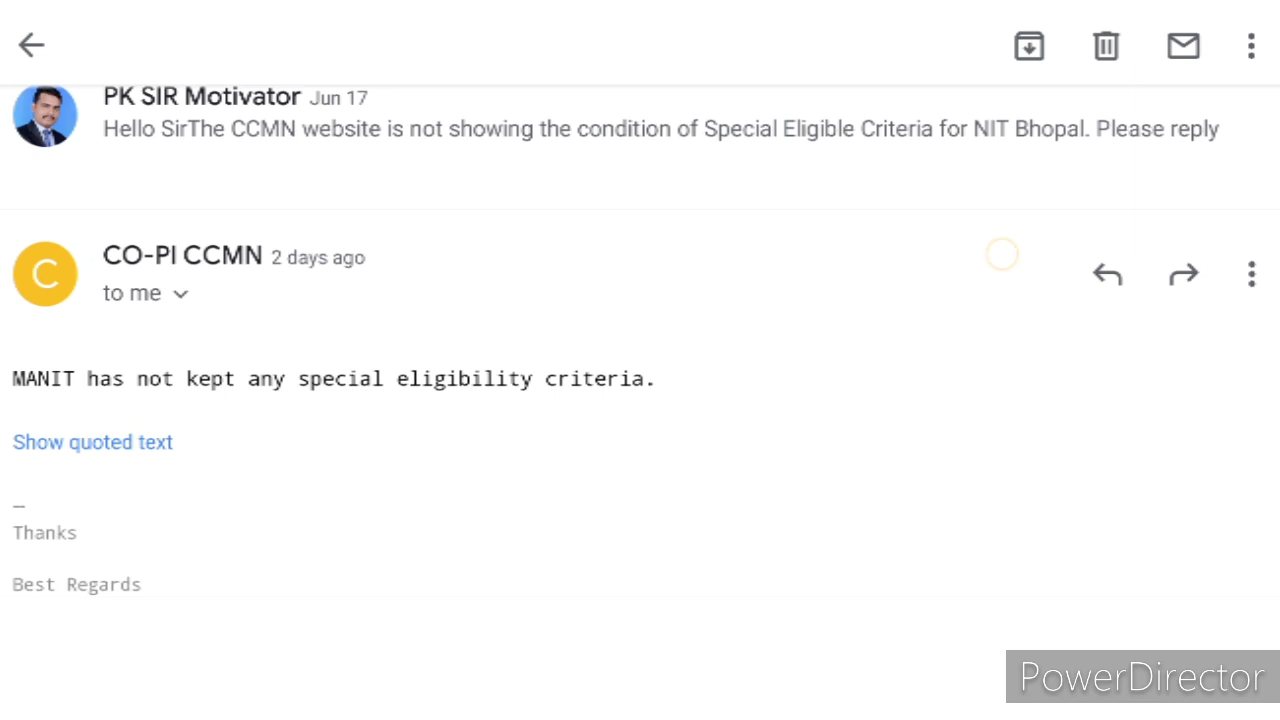 PK SIR Motivator Jun 17
Hello SirThe CCMN website is not showing the condition of Special Eligible Criteria for NIT Bhopal. Please reply
C
CO-PI CCMN 2 days ago
to me
MANIT has not kept any special eligibility criteria.
Show quoted text
—
Thanks
Best Regards
PowerDirector